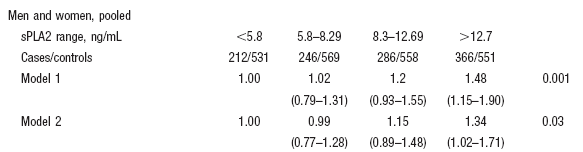 Men and women, pooled
sPLA2 range, ng/mL <5.8 5.8–8.29 8.3–12.69 >12.7
Cases/controls 212/531 246/569 286/558 366/551
Model 1 1.00 1.02 1.2 1.48 0.001
(0.79–1.31) (0.93–1.55) (1.15–1.90)
Model 2 1.00 0.99 1.15 1.34 0.03
(0.77–1.28) (0.89–1.48) (1.02–1.71)